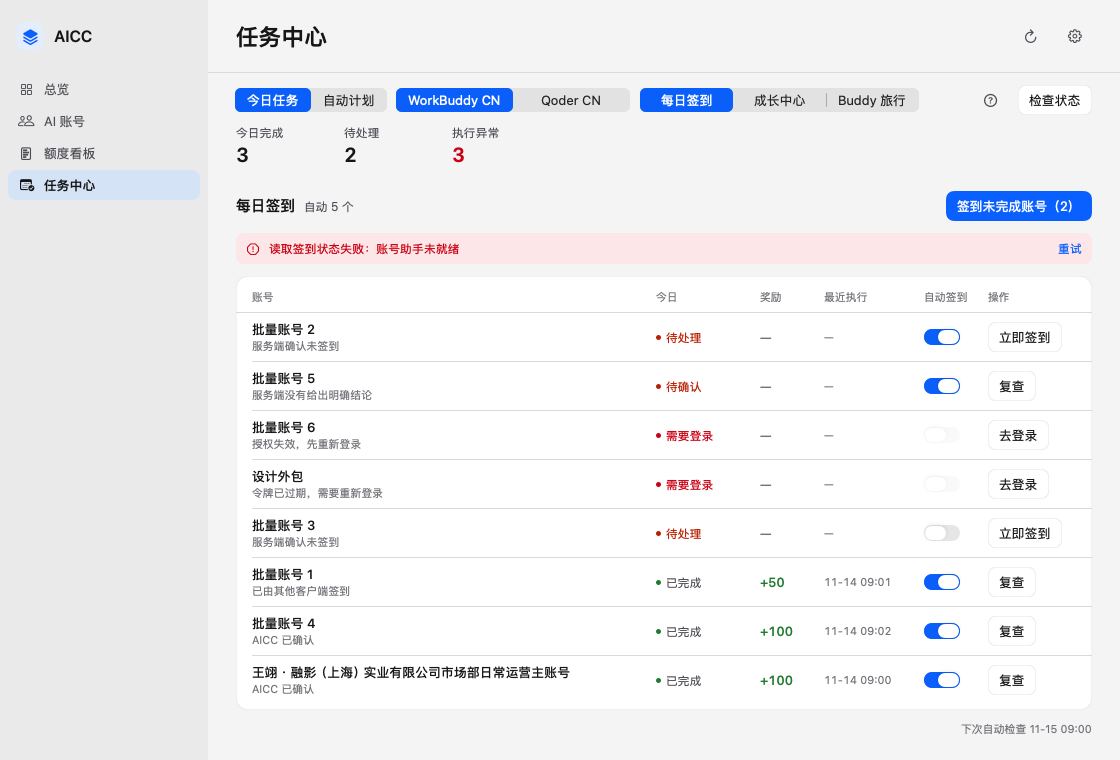 AICC
总览
AI 账号
额度看板
任务中心
任务中心
今日任务 自动计划 WorkBuddy CN Qoder CN 每日签到 成长中心 Buddy 旅行 检查状态
今日完成 待处理 执行异常
3 2 3
每日签到 自动 5 个 签到未完成账号（2）
读取签到状态失败：账号助手未就绪 重试
账号 今日 奖励 最近执行 自动签到 操作
批量账号 2
服务端确认未签到
待处理 — — 立即签到
批量账号 5
服务端没有给出明确结论
待确认 — — 复查
批量账号 6
授权失效，先重新登录
需要登录 — — 去登录
设计外包
令牌已过期，需要重新登录
需要登录 — — 去登录
批量账号 3
服务端确认未签到
待处理 — — 立即签到
批量账号 1
已由其他客户端签到
已完成 +50 11-14 09:01 复查
批量账号 4
AICC 已确认
已完成 +100 11-14 09:02 复查
王翊 · 融影（上海）实业有限公司市场部日常运营主账号
AICC 已确认
已完成 +100 11-14 09:00 复查
下次自动检查 11-15 09:00